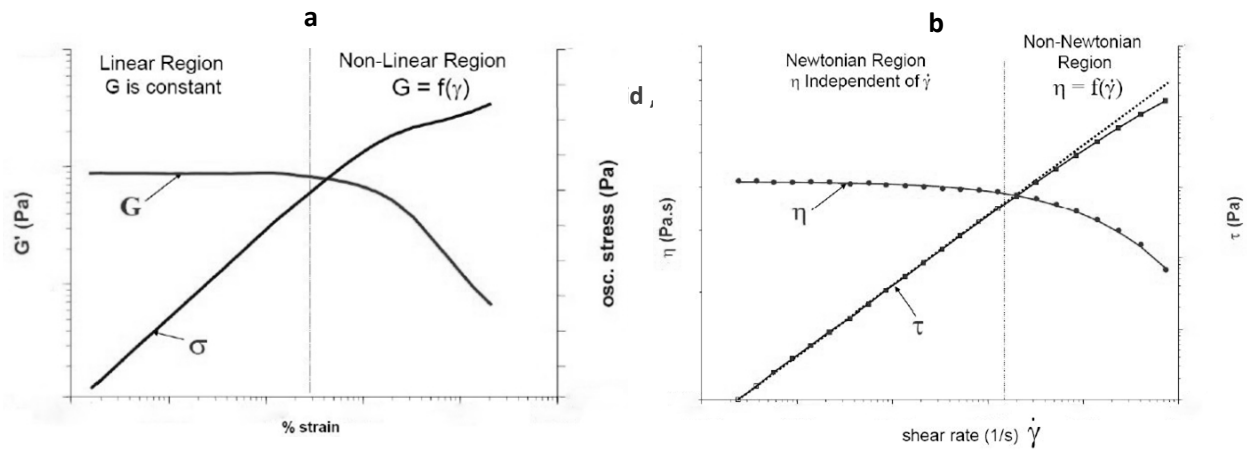 a
Linear Region
G is constant
Non-Linear Region
G = f(γ)
G
σ
G' (Pa)
osc. stress (Pa)
% strain
b
d ,
Newtonian Region
η Independent of γ̇
Non-Newtonian
Region
η = f(γ̇)
η
τ
η (Pa.s)
τ (Pa)
shear rate (1/s) γ̇